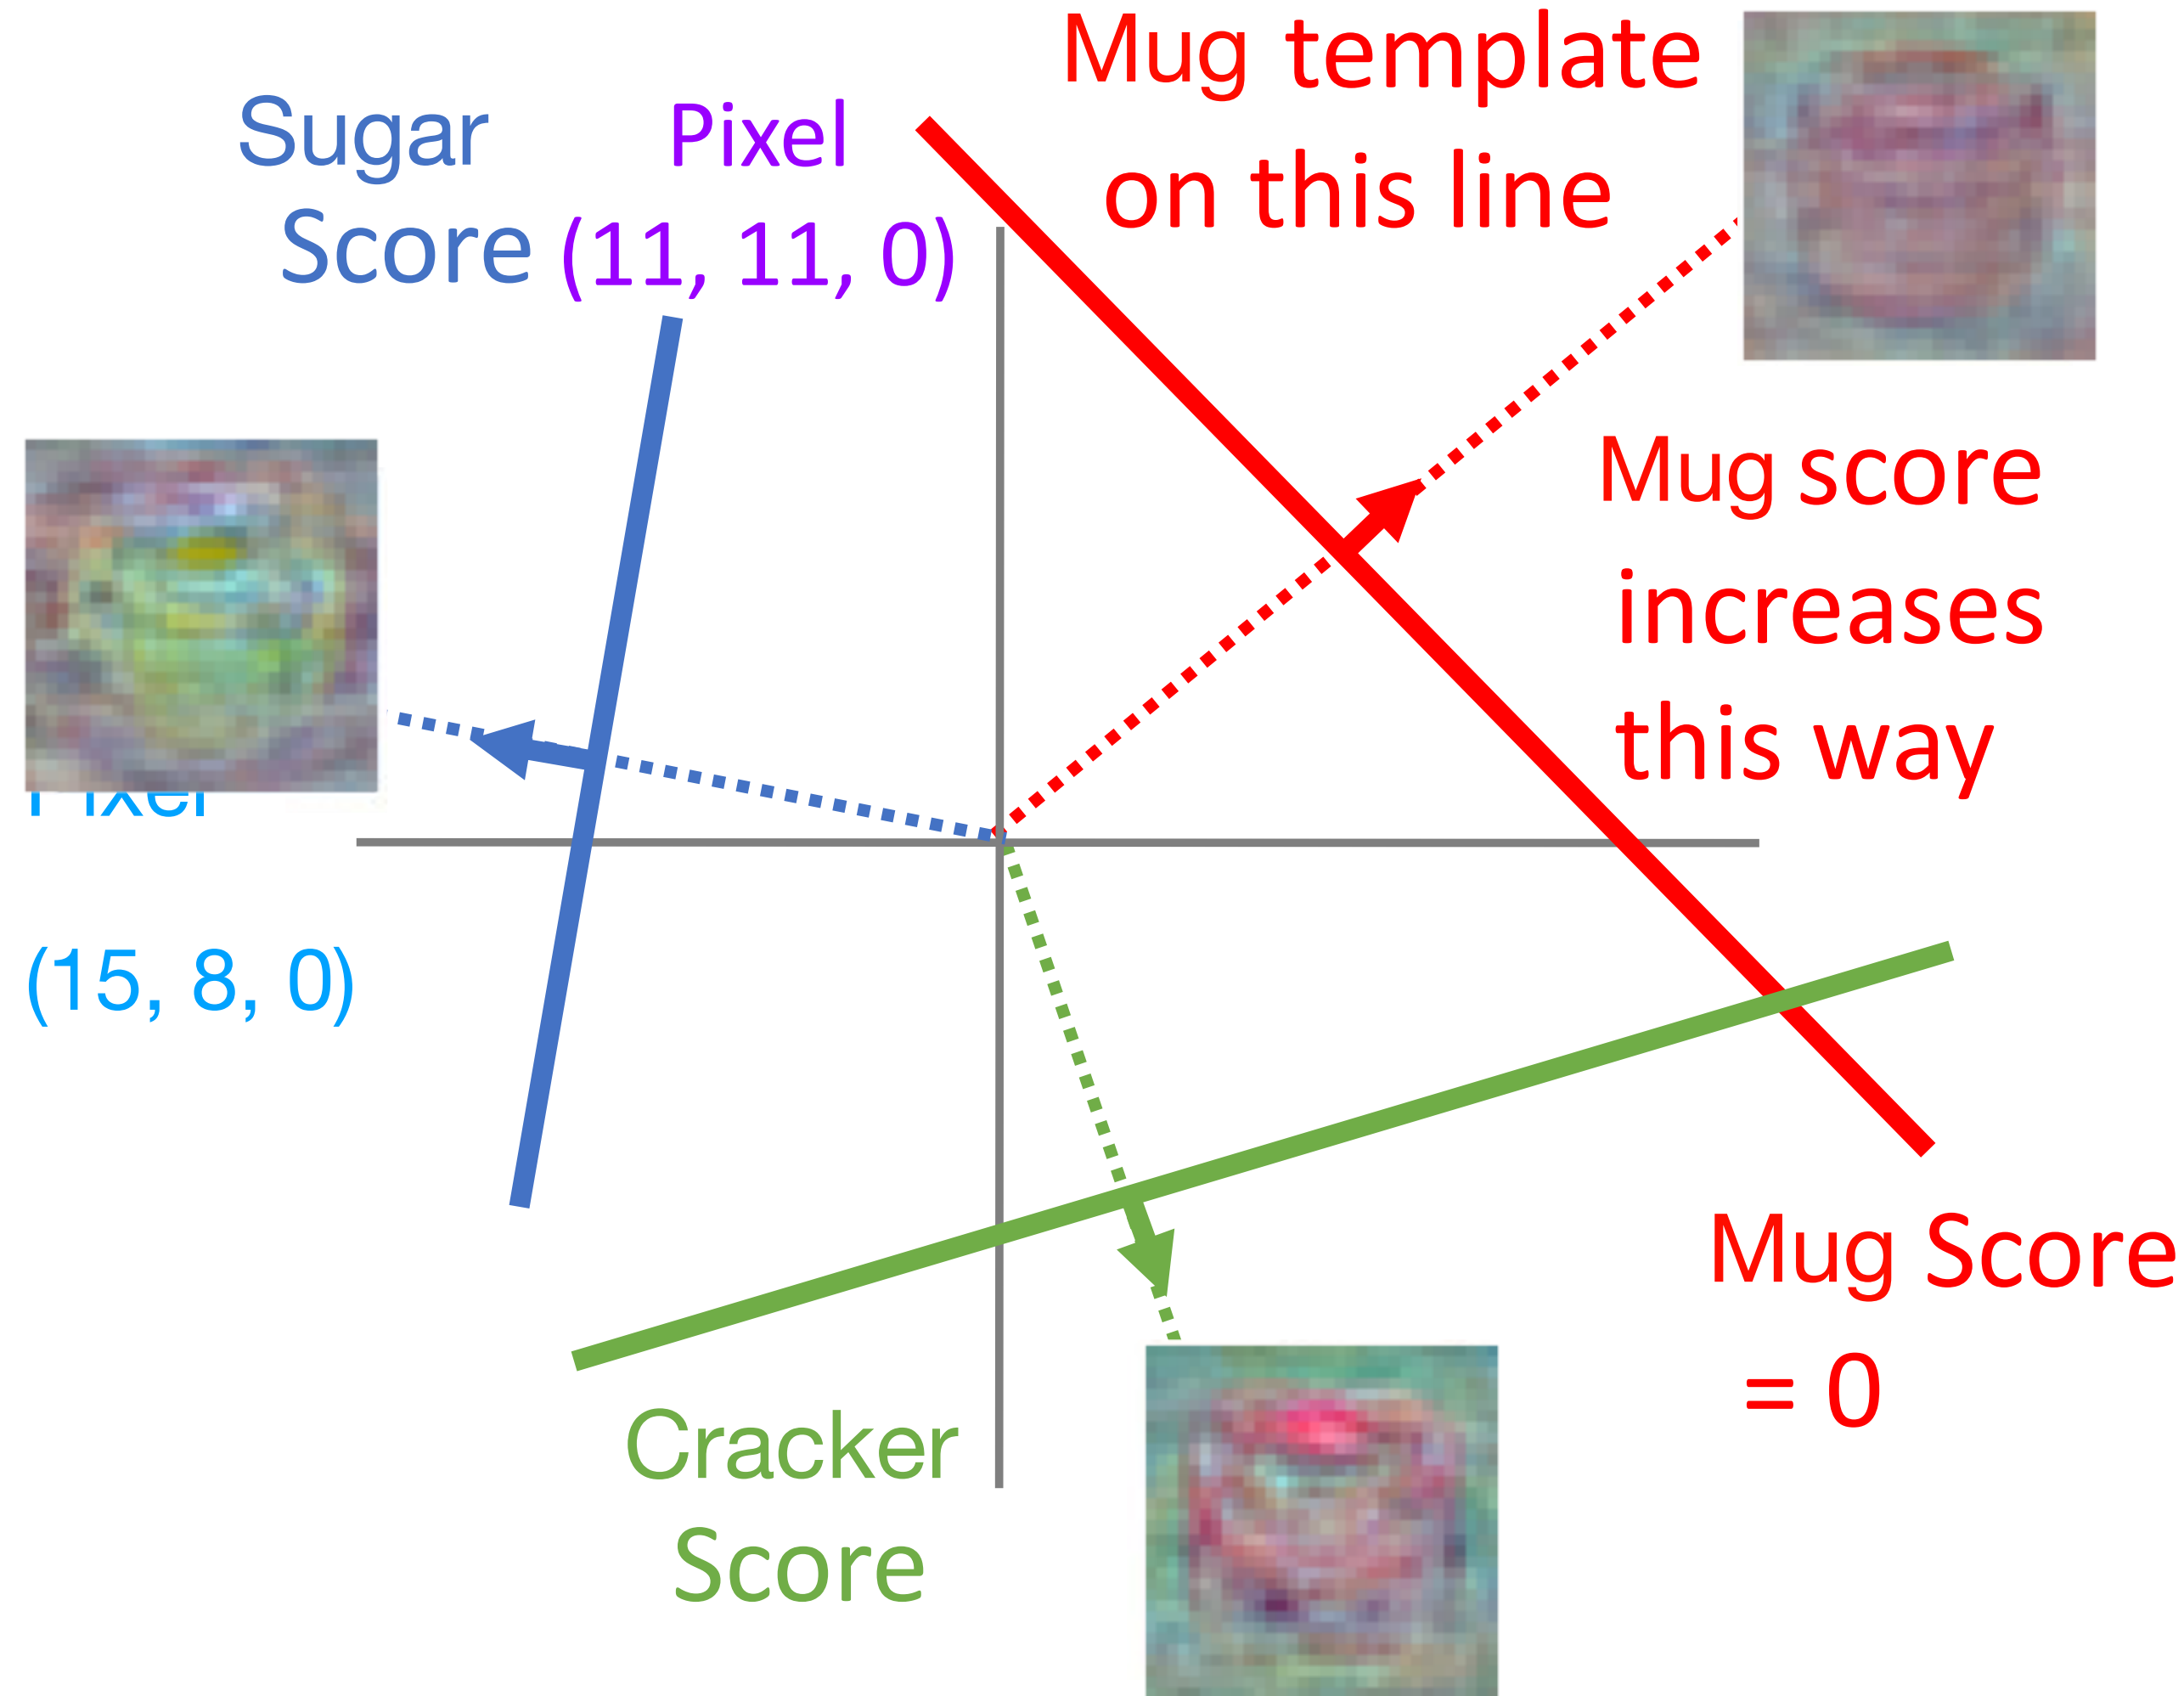 Mug template
on this line
Sugar
Score
Pixel
(11, 11, 0)
Mug score
increases
this way
Pixel
(15, 8, 0)
Mug Score
= 0
Cracker
Score